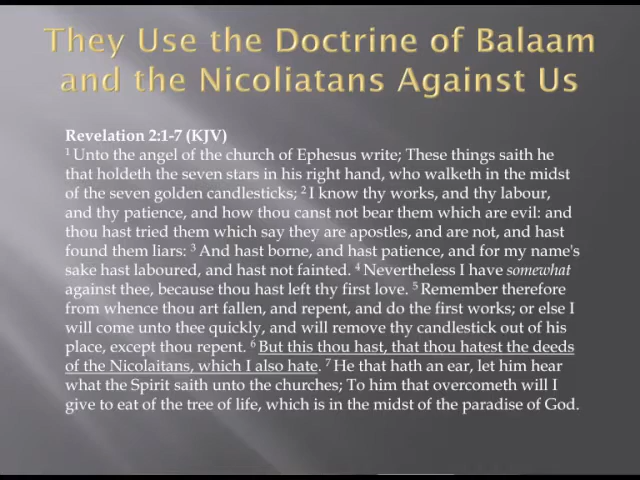 They Use the Doctrine of Balaam
and the Nicoliatans Against Us
Revelation 2:1-7 (KJV)
1 Unto the angel of the church of Ephesus write; These things saith he
that holdeth the seven stars in his right hand, who walketh in the midst
of the seven golden candlesticks; 2 I know thy works, and thy labour,
and thy patience, and how thou canst not bear them which are evil: and
thou hast tried them which say they are apostles, and are not, and hast
found them liars: 3 And hast borne, and hast patience, and for my name's
sake hast laboured, and hast not fainted. 4 Nevertheless I have somewhat
against thee, because thou hast left thy first love. 5 Remember therefore
from whence thou art fallen, and repent, and do the first works; or else I
will come unto thee quickly, and will remove thy candlestick out of his
place, except thou repent. 6 But this thou hast, that thou hatest the deeds
of the Nicolaitans, which I also hate. 7 He that hath an ear, let him hear
what the Spirit saith unto the churches; To him that overcometh will I
give to eat of the tree of life, which is in the midst of the paradise of God.